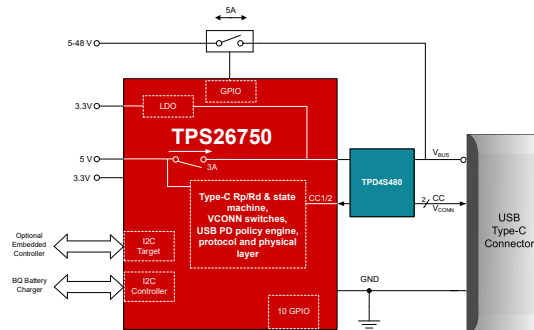 5A
5-48 V
GPIO
3.3V
LDO
TPS26750
5 V
3A
3.3V
Type-C Rp/Rd & state
machine,
VCONN switches,
USB PD policy engine,
protocol and physical
layer
CC1/2
TPD4S480
VBUS
2
CC
VCONN
USB
Type-C
Connector
Optional
Embedded
Controller
I2C
Target
BQ Battery
Charger
I2C
Controller
GND
10 GPIO